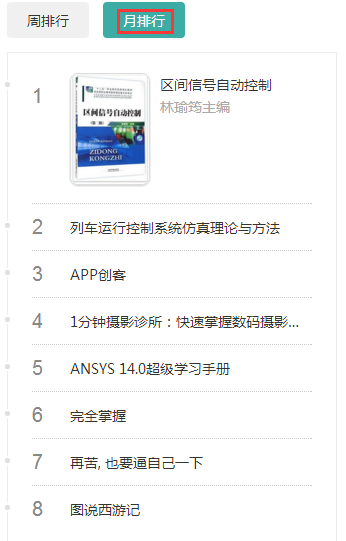 周排行
月排行
1
区间信号自动控制
林瑜筠主编
区间信号自动控制
ZIDONG
KONGZHI
2
列车运行控制系统仿真理论与方法
3
APP创客
4
1分钟摄影诊所：快速掌握数码摄影...
5
ANSYS 14.0超级学习手册
6
完全掌握
7
再苦, 也要逼自己一下
8
图说西游记